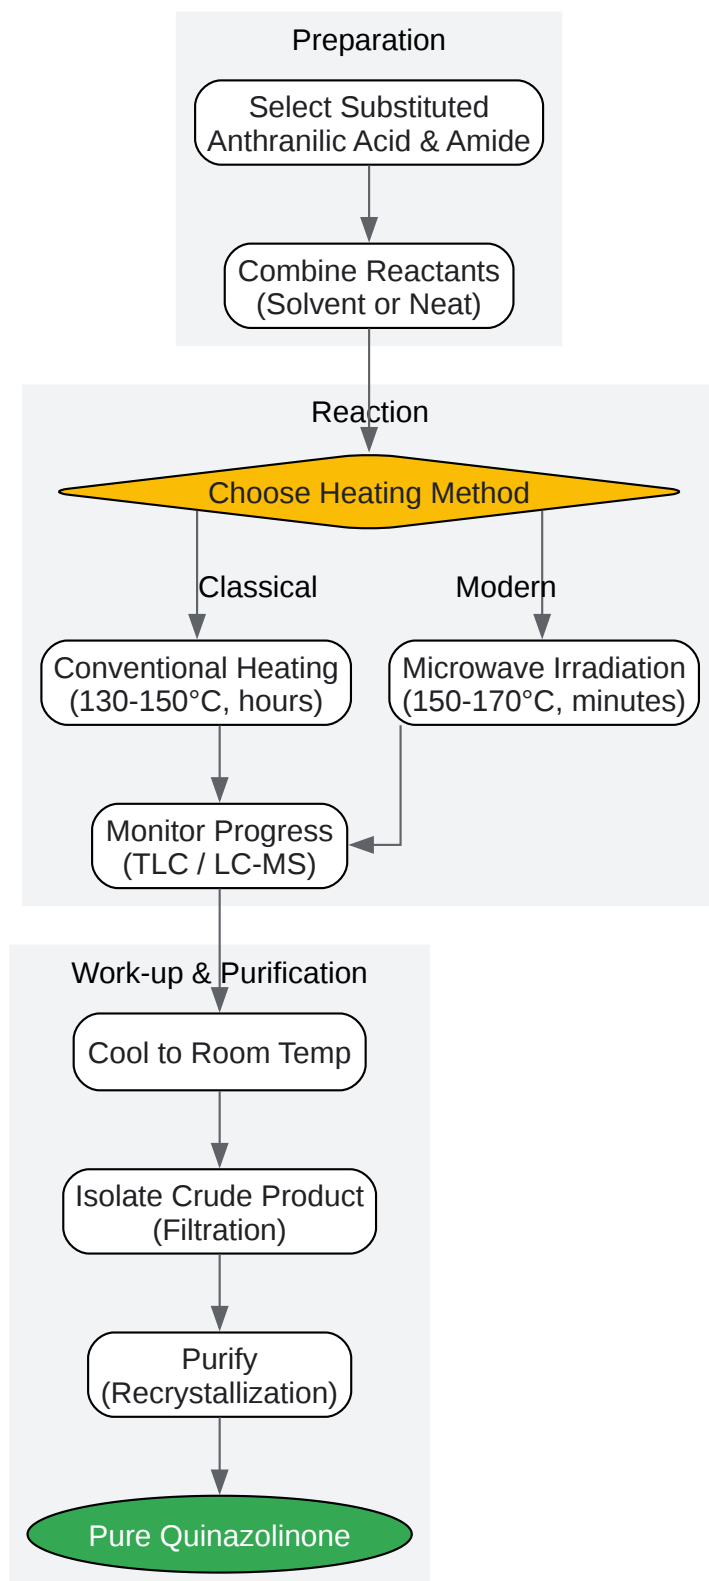 Preparation
Select Substituted
Anthranilic Acid & Amide
Combine Reactants
(Solvent or Neat)
Reaction
Choose Heating Method
Classical
Modern
Conventional Heating
(130-150°C, hours)
Microwave Irradiation
(150-170°C, minutes)
Monitor Progress
(TLC / LC-MS)
Work-up & Purification
Cool to Room Temp
Isolate Crude Product
(Filtration)
Purify
(Recrystallization)
Pure Quinazolinone